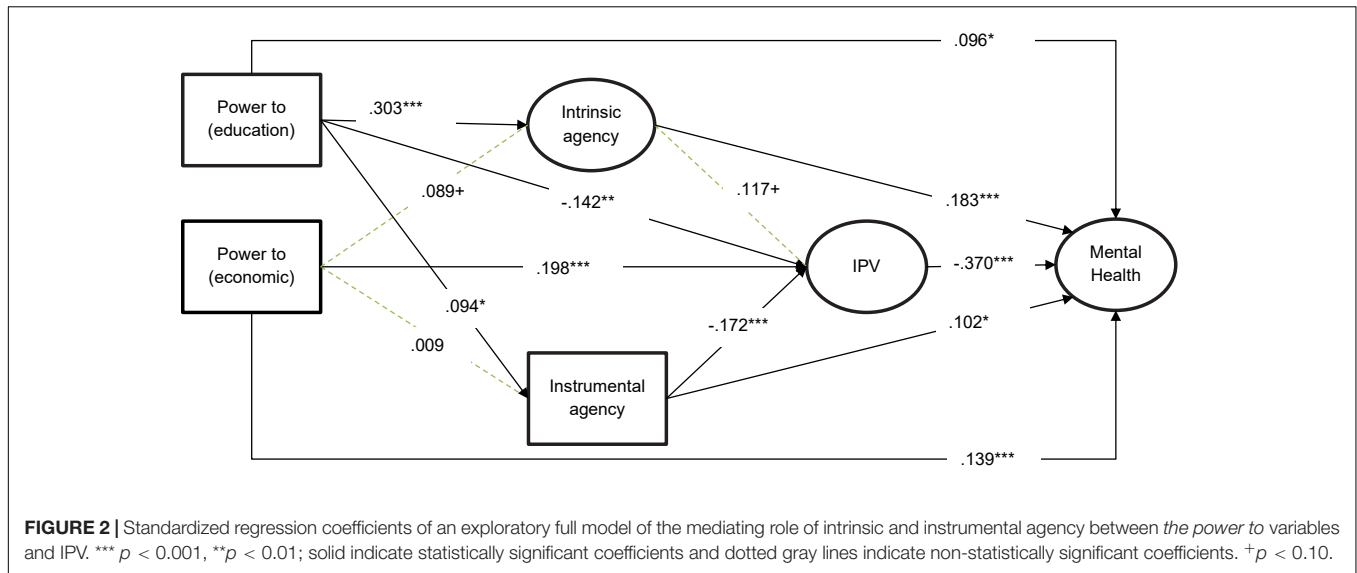 .096*
Power to
(education)
.303***
Intrinsic
agency
.089+
-.142**
.117+
.183***
Power to
(economic)
.198***
IPV
-.370***
Mental
Health
.094*
.009
-.172***
.102*
Instrumental
agency
.139***
FIGURE 2 | Standardized regression coefficients of an exploratory full model of the mediating role of intrinsic and instrumental agency between the power to variables
and IPV. *** p < 0.001, **p < 0.01; solid indicate statistically significant coefficients and dotted gray lines indicate non-statistically significant coefficients. +p < 0.10.